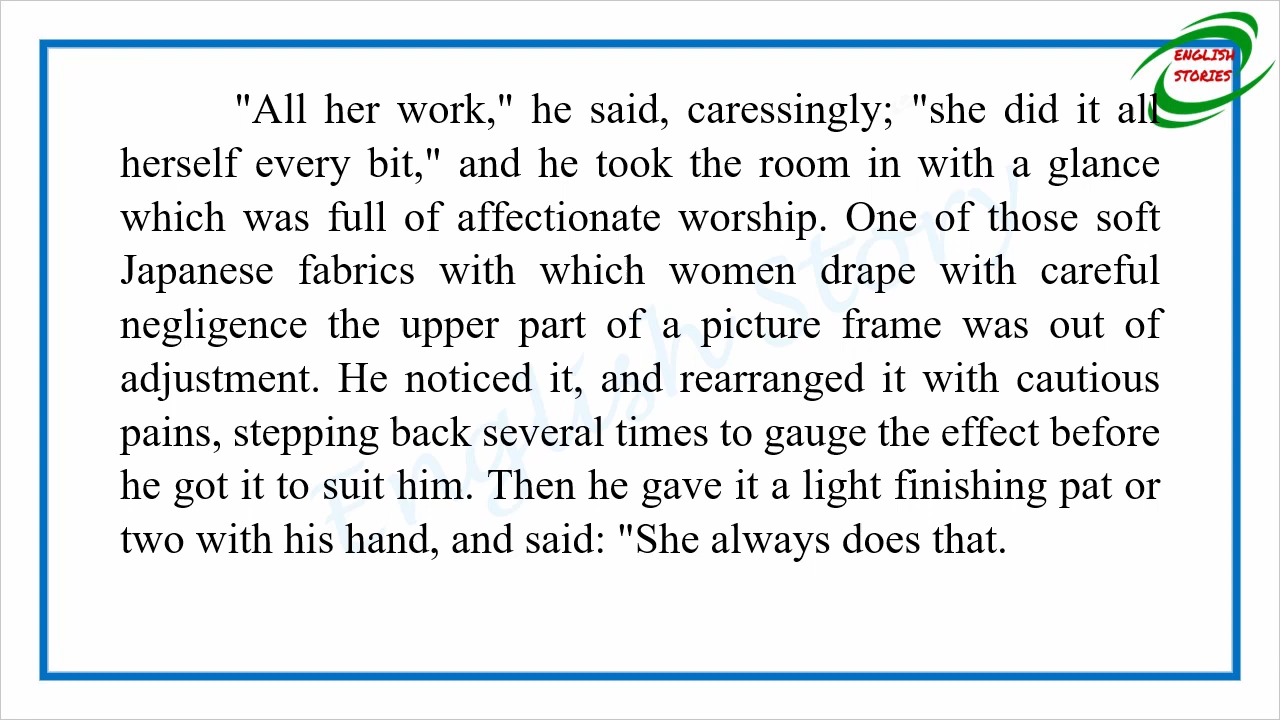 ENGLISH
STORIES
"All her work," he said, caressingly; "she did it all
herself every bit," and he took the room in with a glance
which was full of affectionate worship. One of those soft
Japanese fabrics with which women drape with careful
negligence the upper part of a picture frame was out of
adjustment. He noticed it, and rearranged it with cautious
pains, stepping back several times to gauge the effect before
he got it to suit him. Then he gave it a light finishing pat or
two with his hand, and said: "She always does that.
English Story